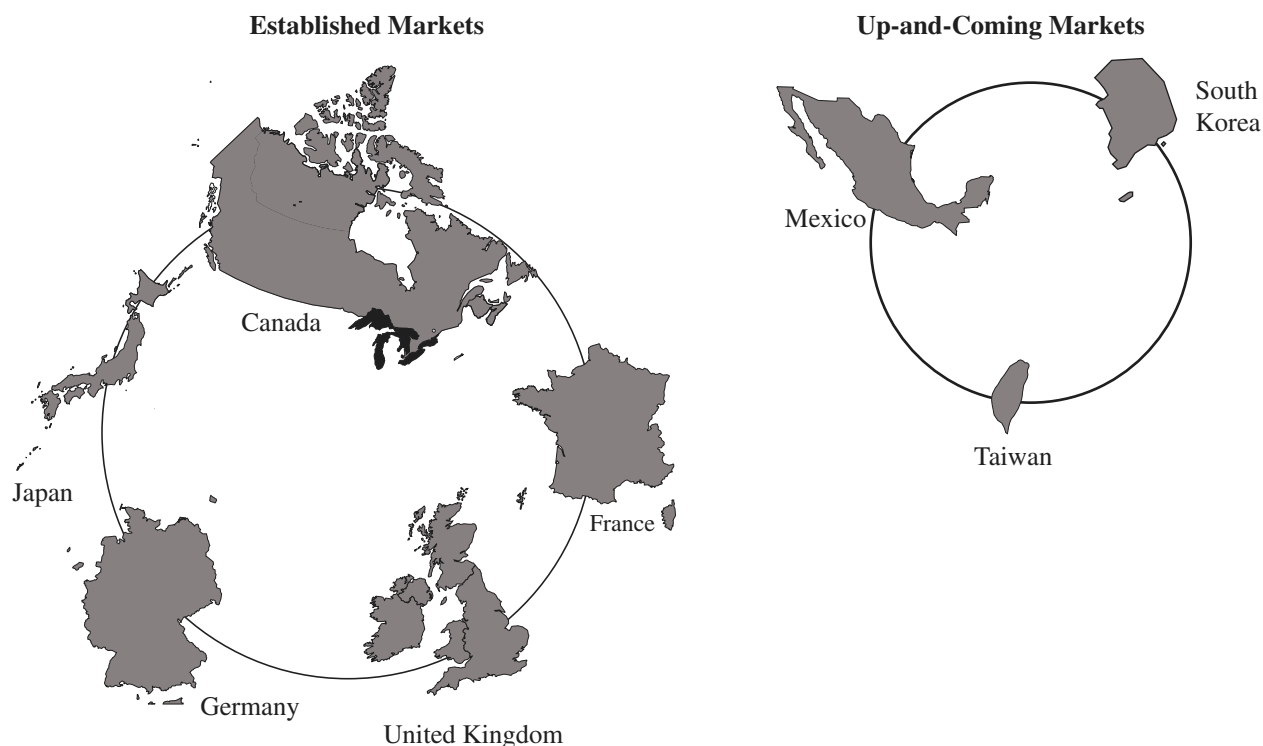 Established Markets
Up-and-Coming Markets
South
Korea
Mexico
Canada
Taiwan
Japan
France
Germany
United Kingdom